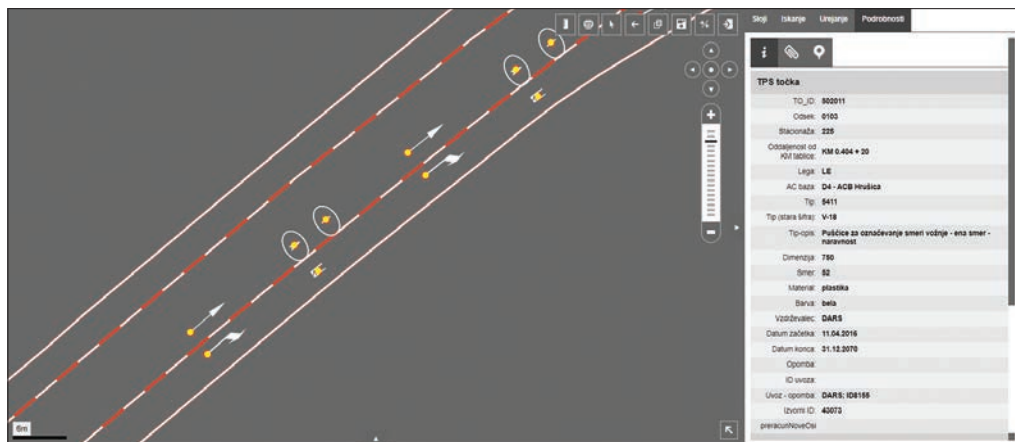 Sloji Iskanje Urejanje Podrobnosti
TPS točka
TO_ID: 502011
Odsek: 0103
Stacionaža: 225
Oddaljenost od KM 0.404 + 20
KM tablice:
Lega: LE
AC baza: D4 - ACB Hrušica
Tip: 5411
Tip (stara šifra): V-18
Tip-opis: Puščice za označevanje smeri vožnje - ena smer -
naravnost
Dimenzija: 750
Smer: 52
Material: plastika
Barva: bela
Vzdrževalec: DARS
Datum začetka: 11.04.2016
Datum konca: 31.12.2070
Opomba:
ID uvoza:
Uvoz - opomba: DARS; ID8155
Izvorni ID: 43073
preracunNoveOsi
6m